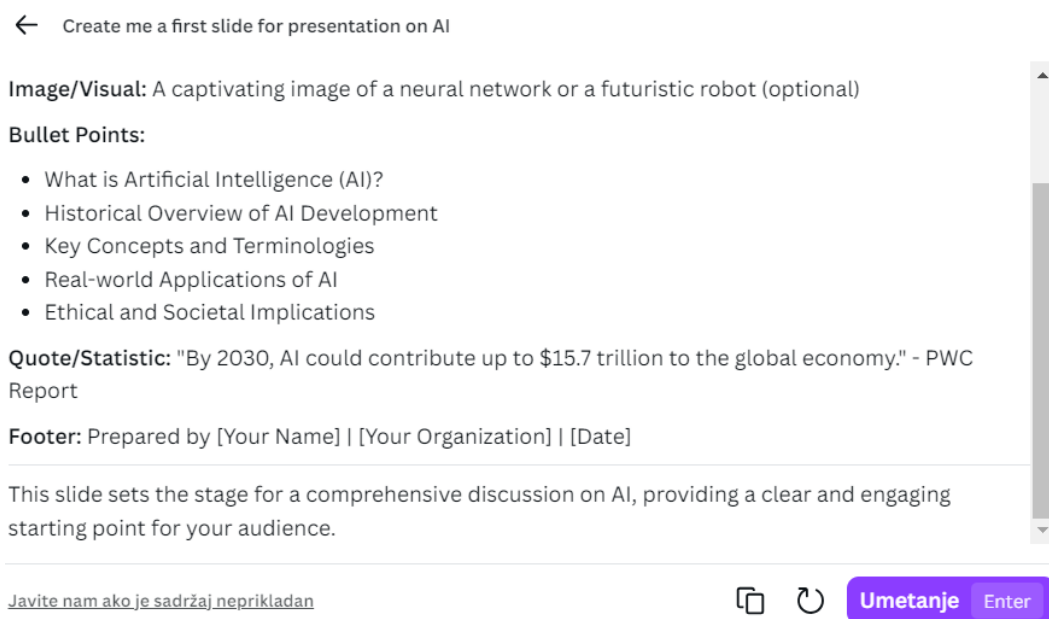 Create me a first slide for presentation on AI
Image/Visual: A captivating image of a neural network or a futuristic robot (optional)
Bullet Points:
• What is Artificial Intelligence (AI)?
• Historical Overview of AI Development
• Key Concepts and Terminologies
• Real-world Applications of AI
• Ethical and Societal Implications
Quote/Statistic: "By 2030, AI could contribute up to $15.7 trillion to the global economy." - PWC
Report
Footer: Prepared by [Your Name] | [Your Organization] | [Date]
This slide sets the stage for a comprehensive discussion on AI, providing a clear and engaging
starting point for your audience.
Javite nam ako je sadržaj neprikladan
Umetanje Enter